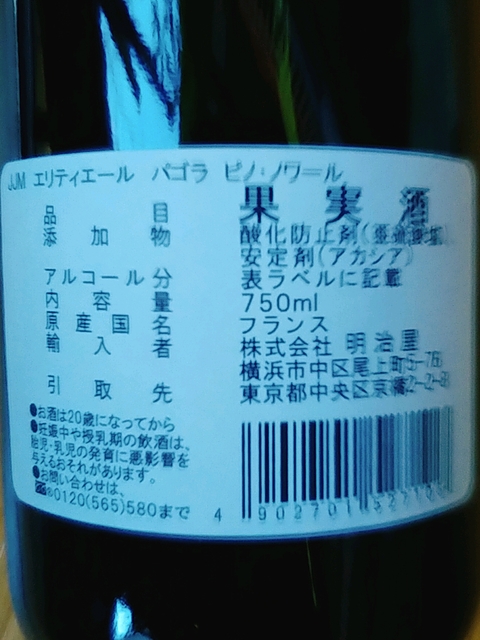 JJM エリティエール パゴラ ピノ・ノワール
品目 果実酒
添加物 酸化防止剤(亜硫酸塩)、
安定剤(アカシア)
アルコール分 表ラベルに記載
内容量 750ml
原産国名 フランス
輸入者 株式会社 明治屋
横浜市中区尾上町
引取先 東京都中央区京橋
●お酒は20歳になってから
●妊娠中や授乳期の飲酒は、
胎児・乳児の発育に悪影響を
与えるおそれがあります。
●お問い合わせは、
0120(565)580まで
4 902701